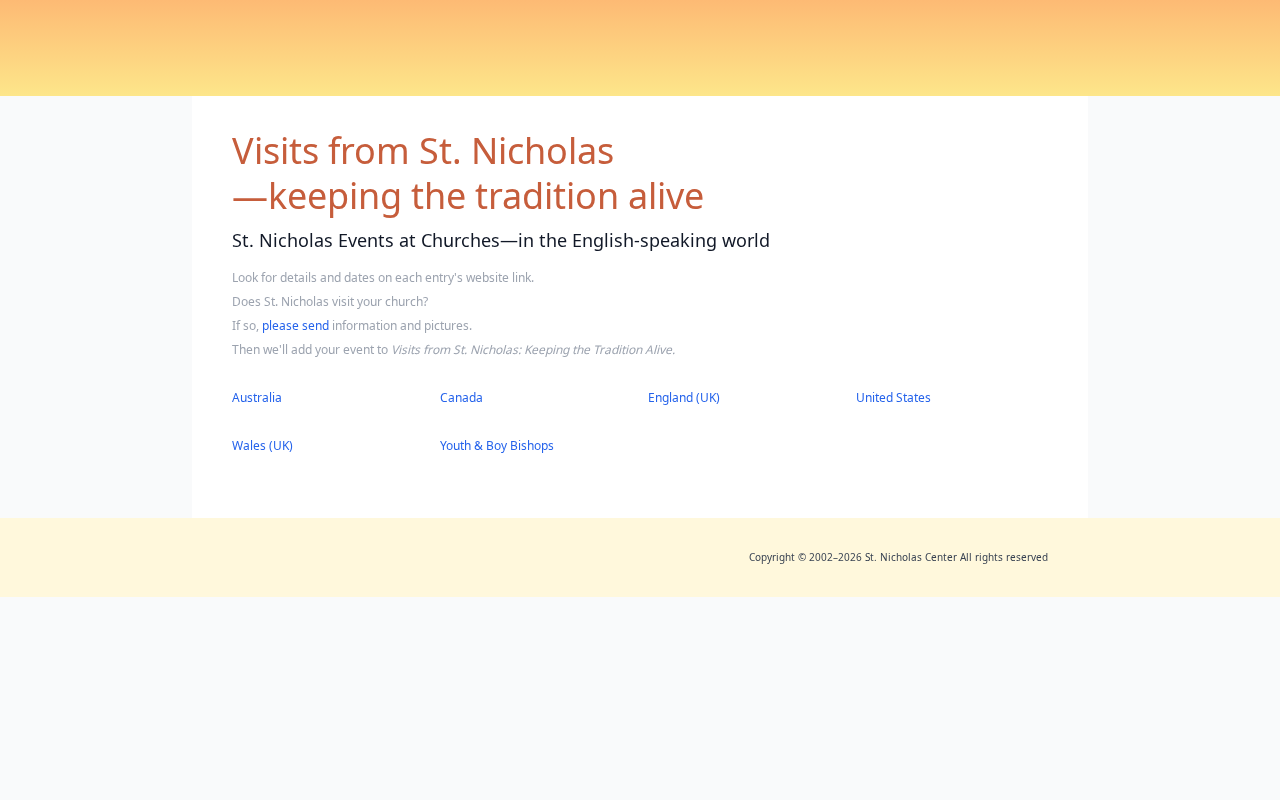 Visits from St. Nicholas
—keeping the tradition alive
St. Nicholas Events at Churches—in the English-speaking world
Look for details and dates on each entry's website link.
Does St. Nicholas visit your church?
If so, please send information and pictures.
Then we'll add your event to Visits from St. Nicholas: Keeping the Tradition Alive.
Australia
Canada
England (UK)
United States
Wales (UK)
Youth & Boy Bishops
Copyright © 2002–2026 St. Nicholas Center All rights reserved